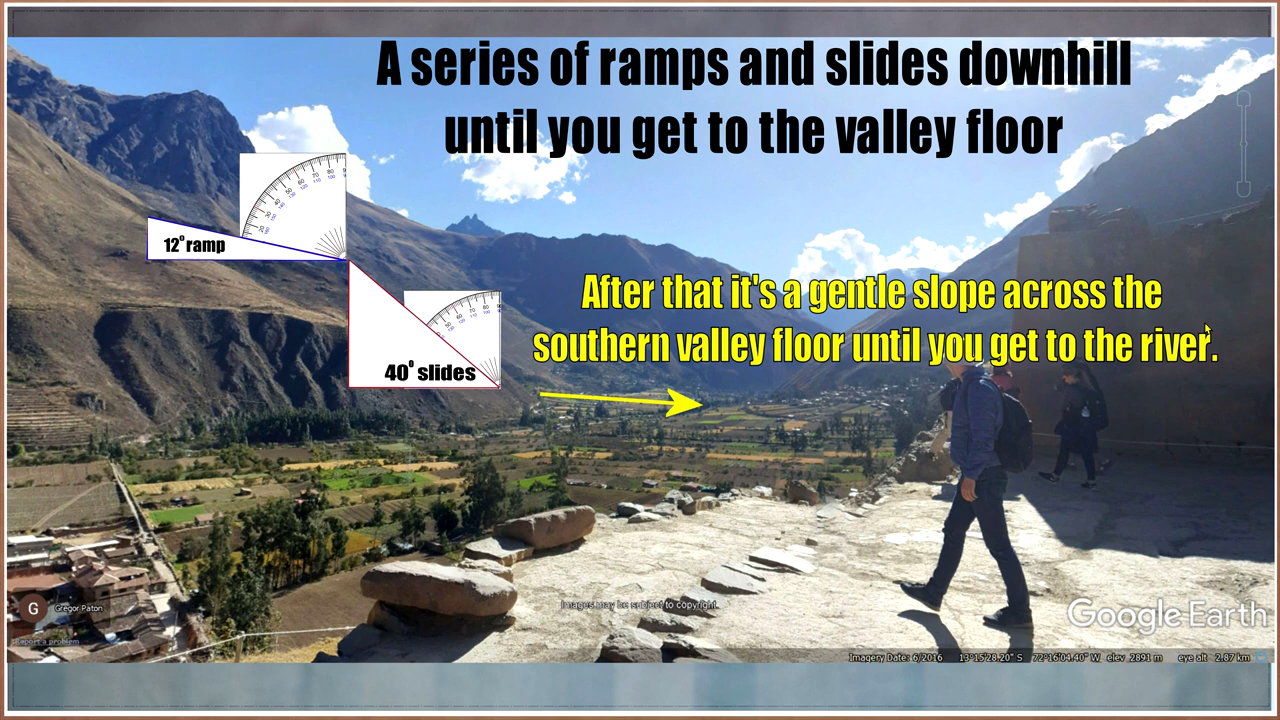 A series of ramps and slides downhill
until you get to the valley floor
12° ramp
After that it's a gentle slope across the
southern valley floor until you get to the river.
40° slides
G
Gregor Paton
Images may be subject to copyright.
Google Earth
Report a problem
Imagery Date: 6/2016 13°15'28.20" S 72°16'04.40" W elev 2891 m eye alt 2.87 km